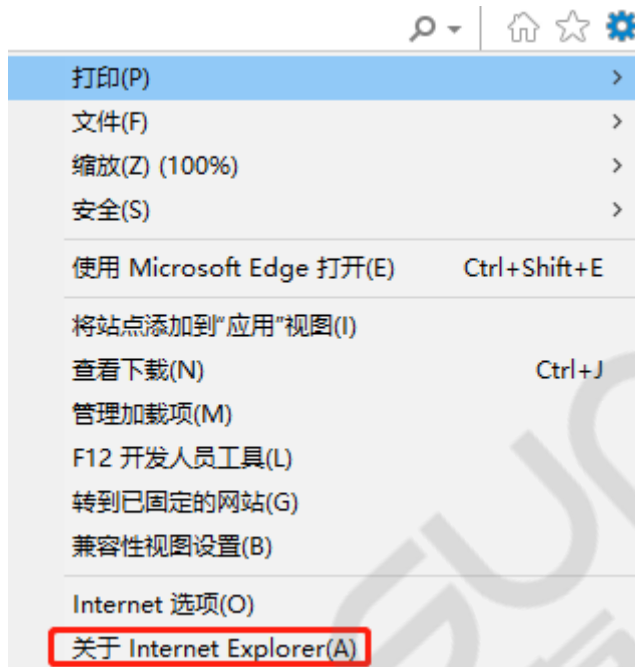 打印(P)
文件(F)
缩放(Z) (100%)
安全(S)
使用 Microsoft Edge 打开(E) Ctrl+Shift+E
将站点添加到“应用”视图(I)
查看下载(N) Ctrl+J
管理加载项(M)
F12 开发人员工具(L)
转到已固定的网站(G)
兼容性视图设置(B)
Internet 选项(O)
关于 Internet Explorer(A)